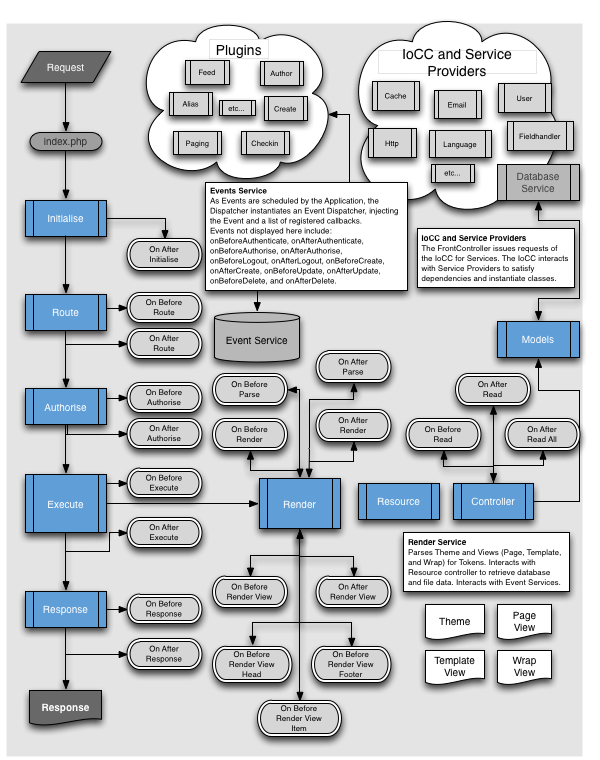 Request
index.php
Initialise
On After
Initialise
Route
On Before
Route
On After
Route
Authorise
On Before
Authorise
On After
Authorise
Execute
On Before
Execute
On After
Execute
Response
On Before
Response
On After
Response
Response
Plugins
Feed
Author
Alias
etc...
Create
Paging
Checkin
IoCC and Service
Providers
Cache
Email
User
Http
Language
Fieldhandler
etc...
Database
Service
Events Service
As Events are scheduled by the Application, the
Dispatcher instantiates an Event Dispatcher, injecting
the Event and a list of registered callbacks.
Events not displayed here include:
onBeforeAuthenticate, onAfterAuthenticate,
onBeforeAuthorise, onAfterAuthorise,
onBeforeLogout, onAfterLogout, onBeforeCreate,
onAfterCreate, onBeforeUpdate, onAfterUpdate,
onBeforeDelete, and onAfterDelete.
IoCC and Service Providers
The FrontController issues requests of
the IoCC for Services. The IoCC interacts
with Service Providers to satisfy
dependencies and instantiate classes.
Event Service
Models
On Before
Parse
On After
Parse
On Before
Render
On After
Render
On After
Read
On Before
Read
On After
Read All
Render
Resource
Controller
Render Service
Parses Theme and Views (Page, Template,
and Wrap) for Tokens. Interacts with
Resource controller to retrieve database
and file data. Interacts with Event Services.
On Before
Render View
On After
Render View
On Before
Render View
Head
On Before
Render View
Footer
On Before
Render View
Item
Theme
Page
View
Template
View
Wrap
View